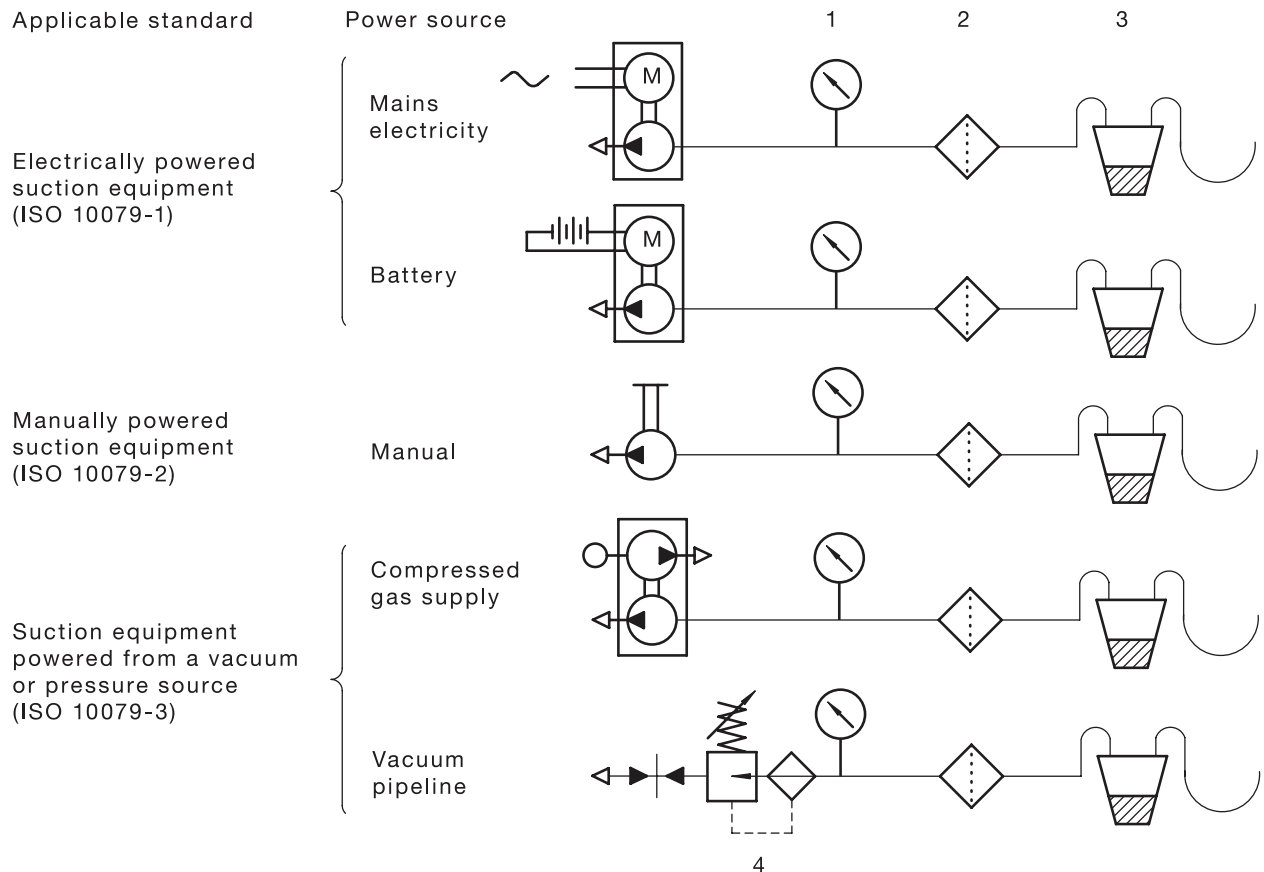 Applicable standard
Power source
1
2
3
Electrically powered
suction equipment
(ISO 10079-1)
Mains
electricity
M
Battery
M
Manually powered
suction equipment
(ISO 10079-2)
Manual
Suction equipment
powered from a vacuum
or pressure source
(ISO 10079-3)
Compressed
gas supply
Vacuum
pipeline
4